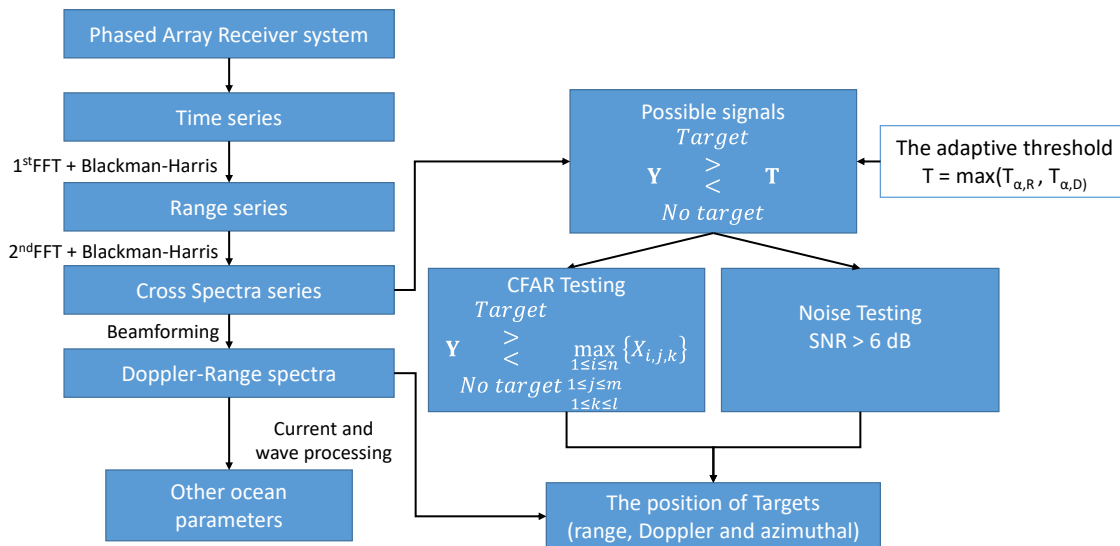 Phased Array Receiver system
Time series
1stFFT + Blackman-Harris
Range series
2ndFFT + Blackman-Harris
Cross Spectra series
Beamforming
Doppler-Range spectra
Current and
wave processing
Other ocean
parameters
Possible signals
Target
>
Y < T
No target
The adaptive threshold
T = max(Tα,R , Tα,D)
CFAR Testing
Target
>
Y < max {Xi,j,k}
1≤i≤n
No target 1≤j≤m
1≤k≤l
Noise Testing
SNR > 6 dB
The position of Targets
(range, Doppler and azimuthal)